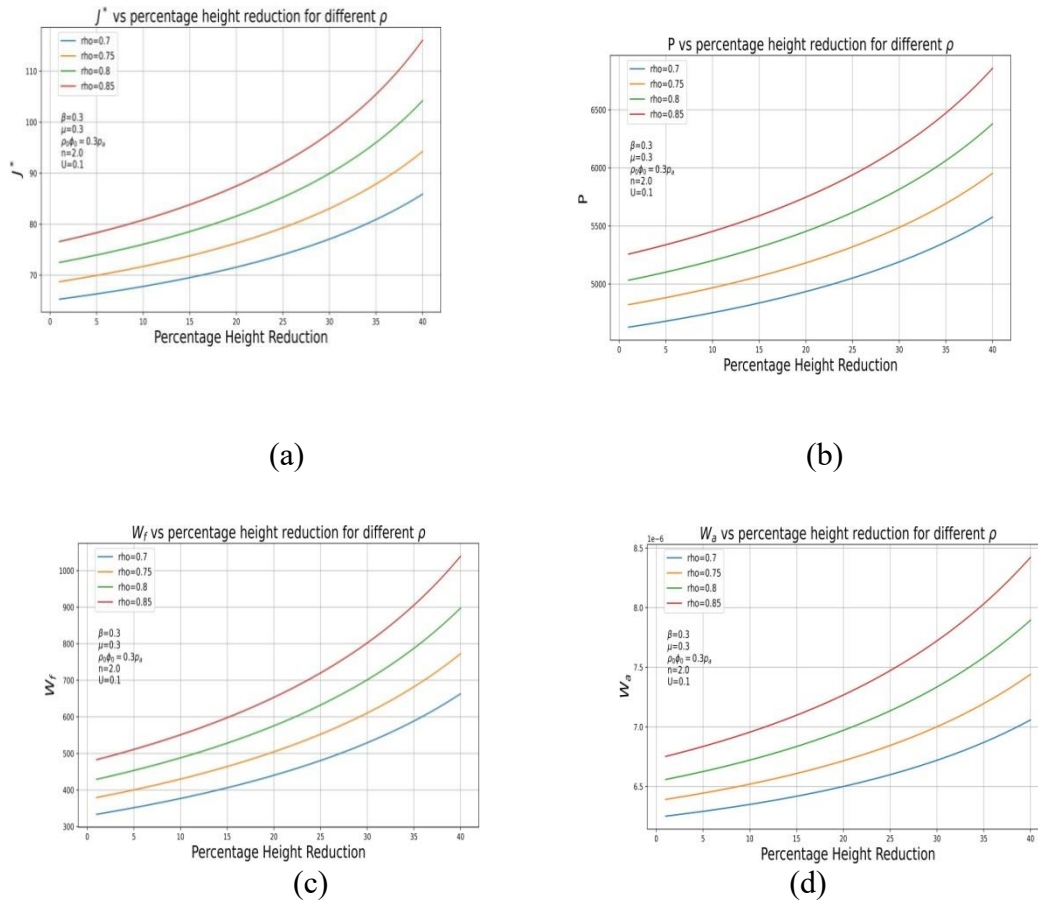 J* vs percentage height reduction for different ρ
rho=0.7
rho=0.75
rho=0.8
rho=0.85
β=0.3
μ=0.3
ρ₀ϕ₀ = 0.3pₐ
n=2.0
U=0.1
110
100
90
80
70
J*
0 5 10 15 20 25 30 35 40
Percentage Height Reduction
(a)
P vs percentage height reduction for different ρ
rho=0.7
rho=0.75
rho=0.8
rho=0.85
β=0.3
μ=0.3
ρ₀ϕ₀ = 0.3pₐ
n=2.0
U=0.1
6500
6000
5500
5000
P
0 5 10 15 20 25 30 35 40
Percentage Height Reduction
(b)
W_f vs percentage height reduction for different ρ
rho=0.7
rho=0.75
rho=0.8
rho=0.85
β=0.3
μ=0.3
ρ₀ϕ₀ = 0.3pₐ
n=2.0
U=0.1
1000
900
800
700
600
500
400
300
W_f
0 5 10 15 20 25 30 35 40
Percentage Height Reduction
(c)
Wₐ vs percentage height reduction for different ρ
1e-6
rho=0.7
rho=0.75
rho=0.8
rho=0.85
β=0.3
μ=0.3
ρ₀ϕ₀ = 0.3pₐ
n=2.0
U=0.1
8.5
8.0
7.5
7.0
6.5
Wₐ
0 5 10 15 20 25 30 35 40
Percentage Height Reduction
(d)